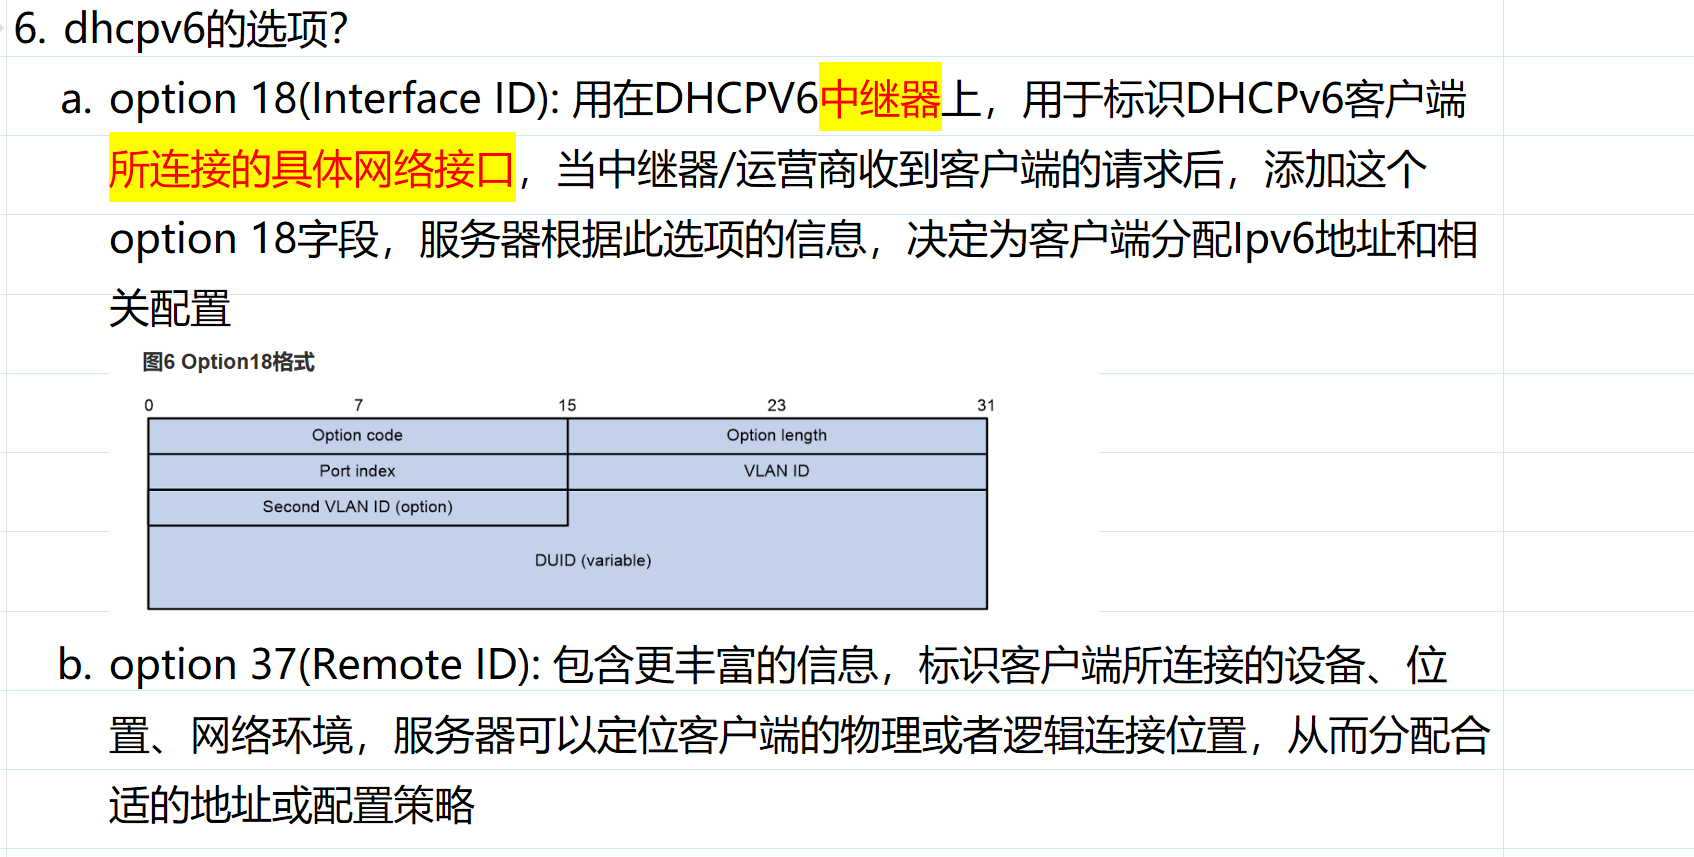 6. dhcpv6的选项？
a. option 18(Interface ID): 用在DHCPV6中继器上，用于标识DHCPv6客户端
所连接的具体网络接口，当中继器/运营商收到客户端的请求后，添加这个
option 18字段，服务器根据此选项的信息，决定为客户端分配Ipv6地址和相
关配置
图6 Option18格式
0 7 15 23 31
Option code Option length
Port index VLAN ID
Second VLAN ID (option)
DUID (variable)
b. option 37(Remote ID): 包含更丰富的信息，标识客户端所连接的设备、位
置、网络环境，服务器可以定位客户端的物理或者逻辑连接位置，从而分配合
适的地址或配置策略